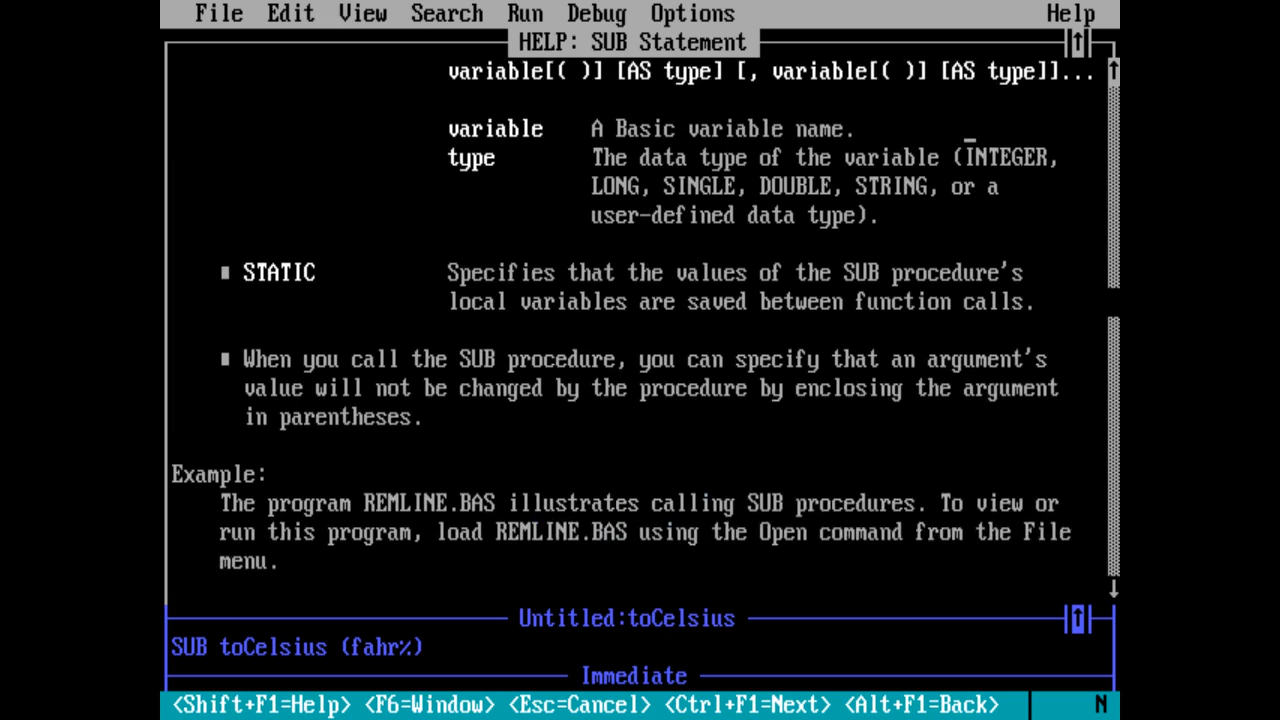 File Edit View Search Run Debug Options Help
HELP: SUB Statement
variable[( )] [AS type] [, variable[( )] [AS type]]...
variable A Basic variable name.
type The data type of the variable (INTEGER,
LONG, SINGLE, DOUBLE, STRING, or a
user-defined data type).
STATIC Specifies that the values of the SUB procedure's
local variables are saved between function calls.
When you call the SUB procedure, you can specify that an argument's
value will not be changed by the procedure by enclosing the argument
in parentheses.
Example:
The program REMLINE.BAS illustrates calling SUB procedures. To view or
run this program, load REMLINE.BAS using the Open command from the File
menu.
Untitled:toCelsius
SUB toCelsius (fahr%)
Immediate
<Shift+F1=Help> <F6=Window> <Esc=Cancel> <Ctrl+F1=Next> <Alt+F1=Back> N